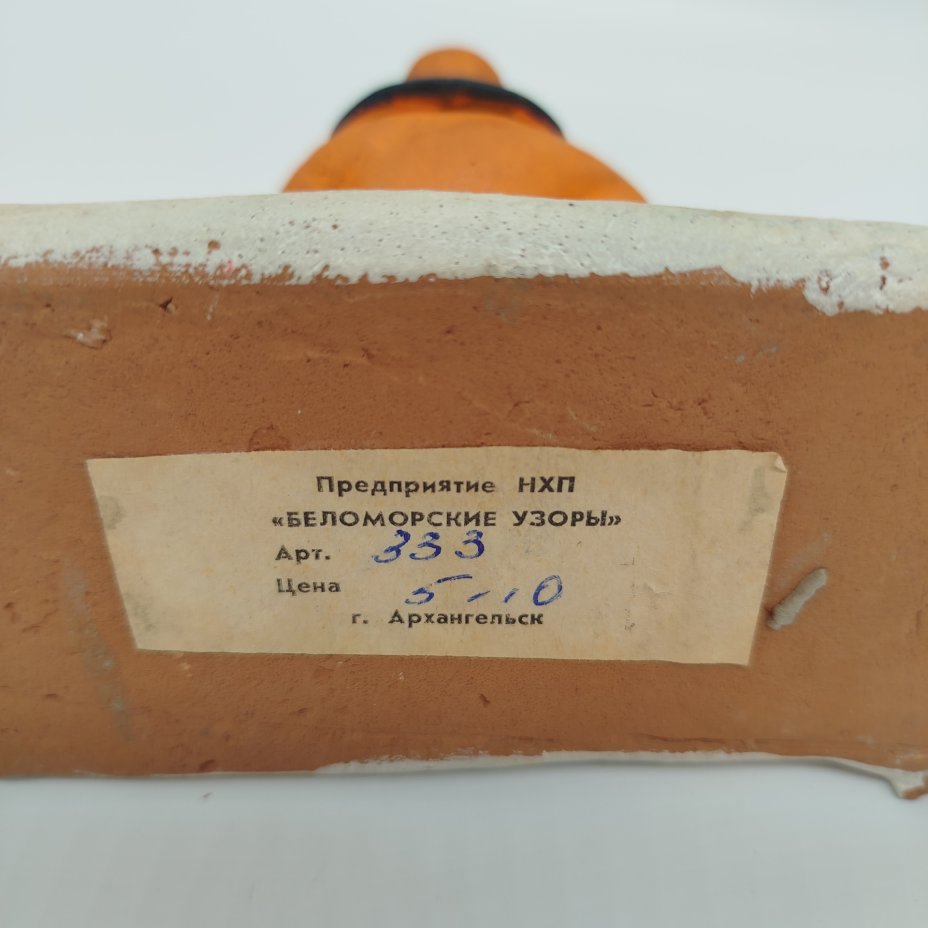 Предприятие НХП
«БЕЛОМОРСКИЕ УЗОРЫ»
Арт. 333
Цена 5-10
г. Архангельск